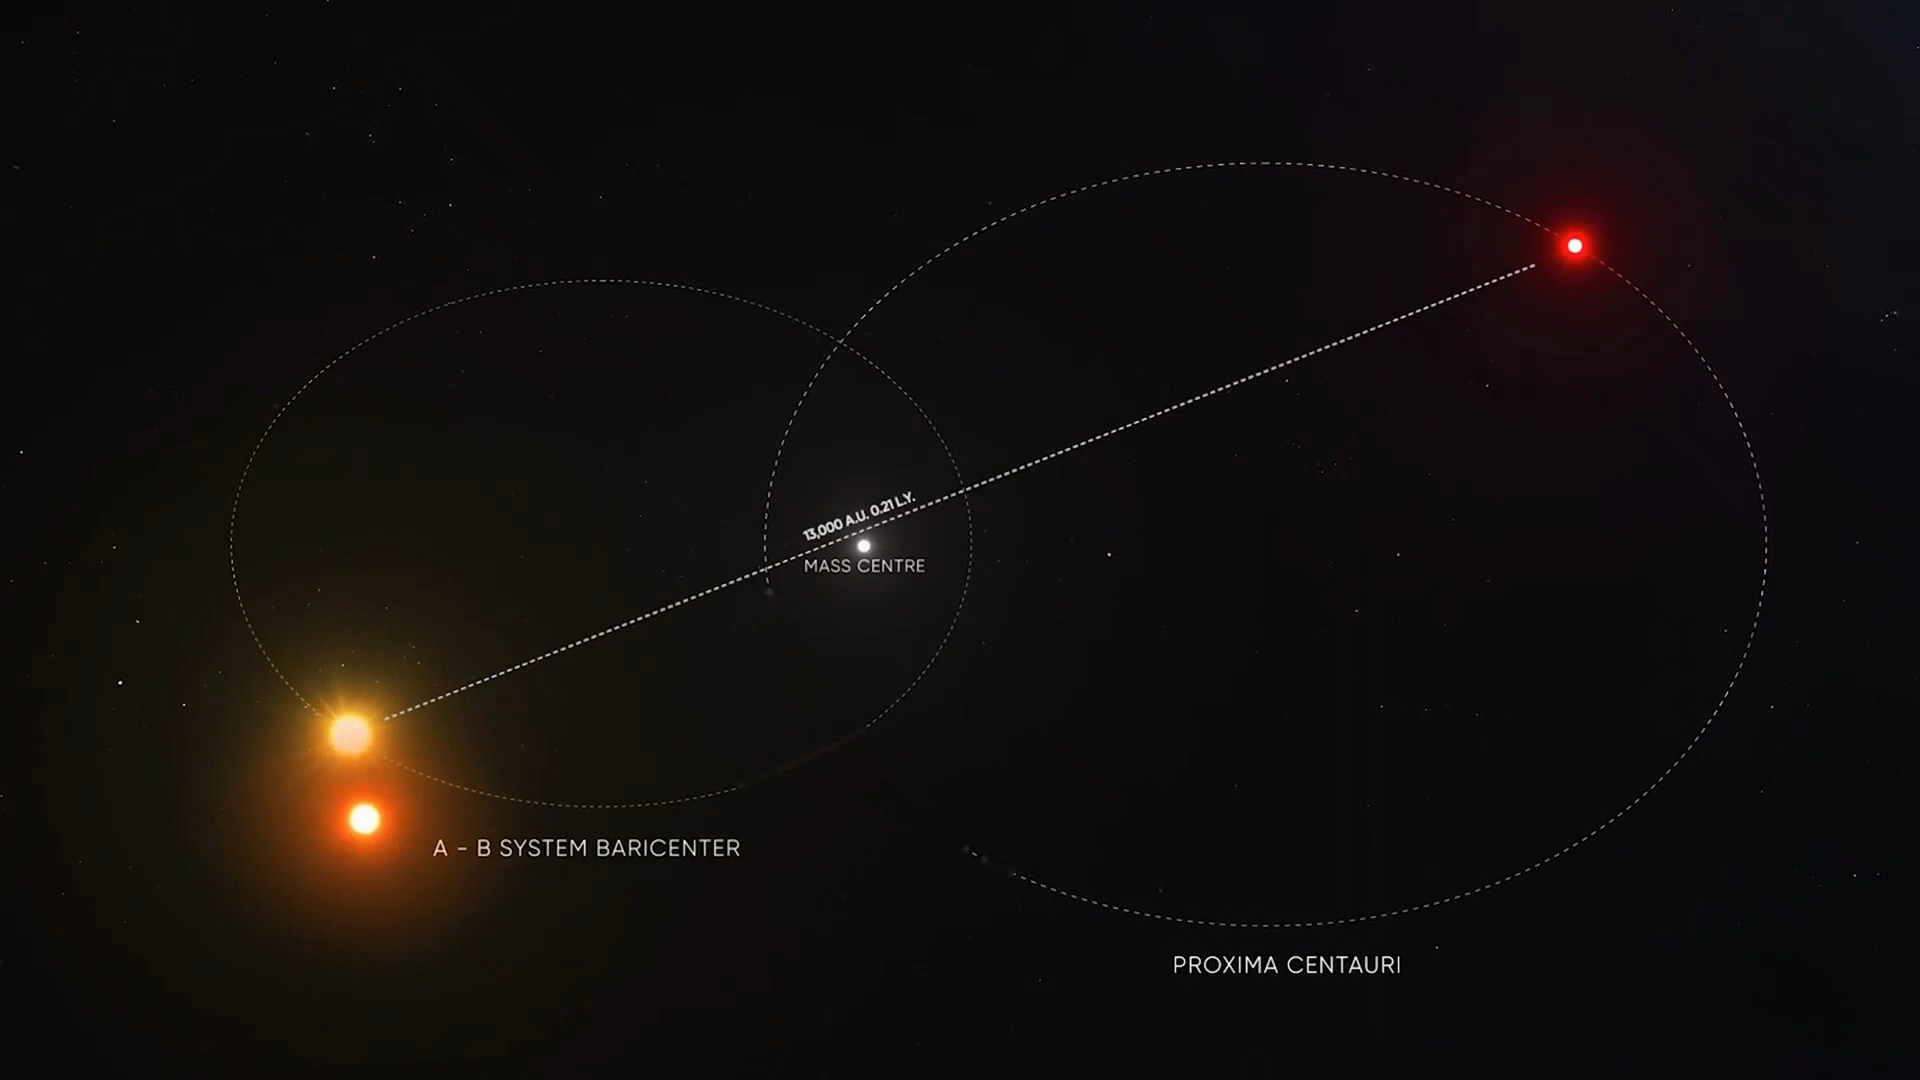 13,000 A.U. 0.21 L.Y.
MASS CENTRE
A - B SYSTEM BARICENTER
PROXIMA CENTAURI